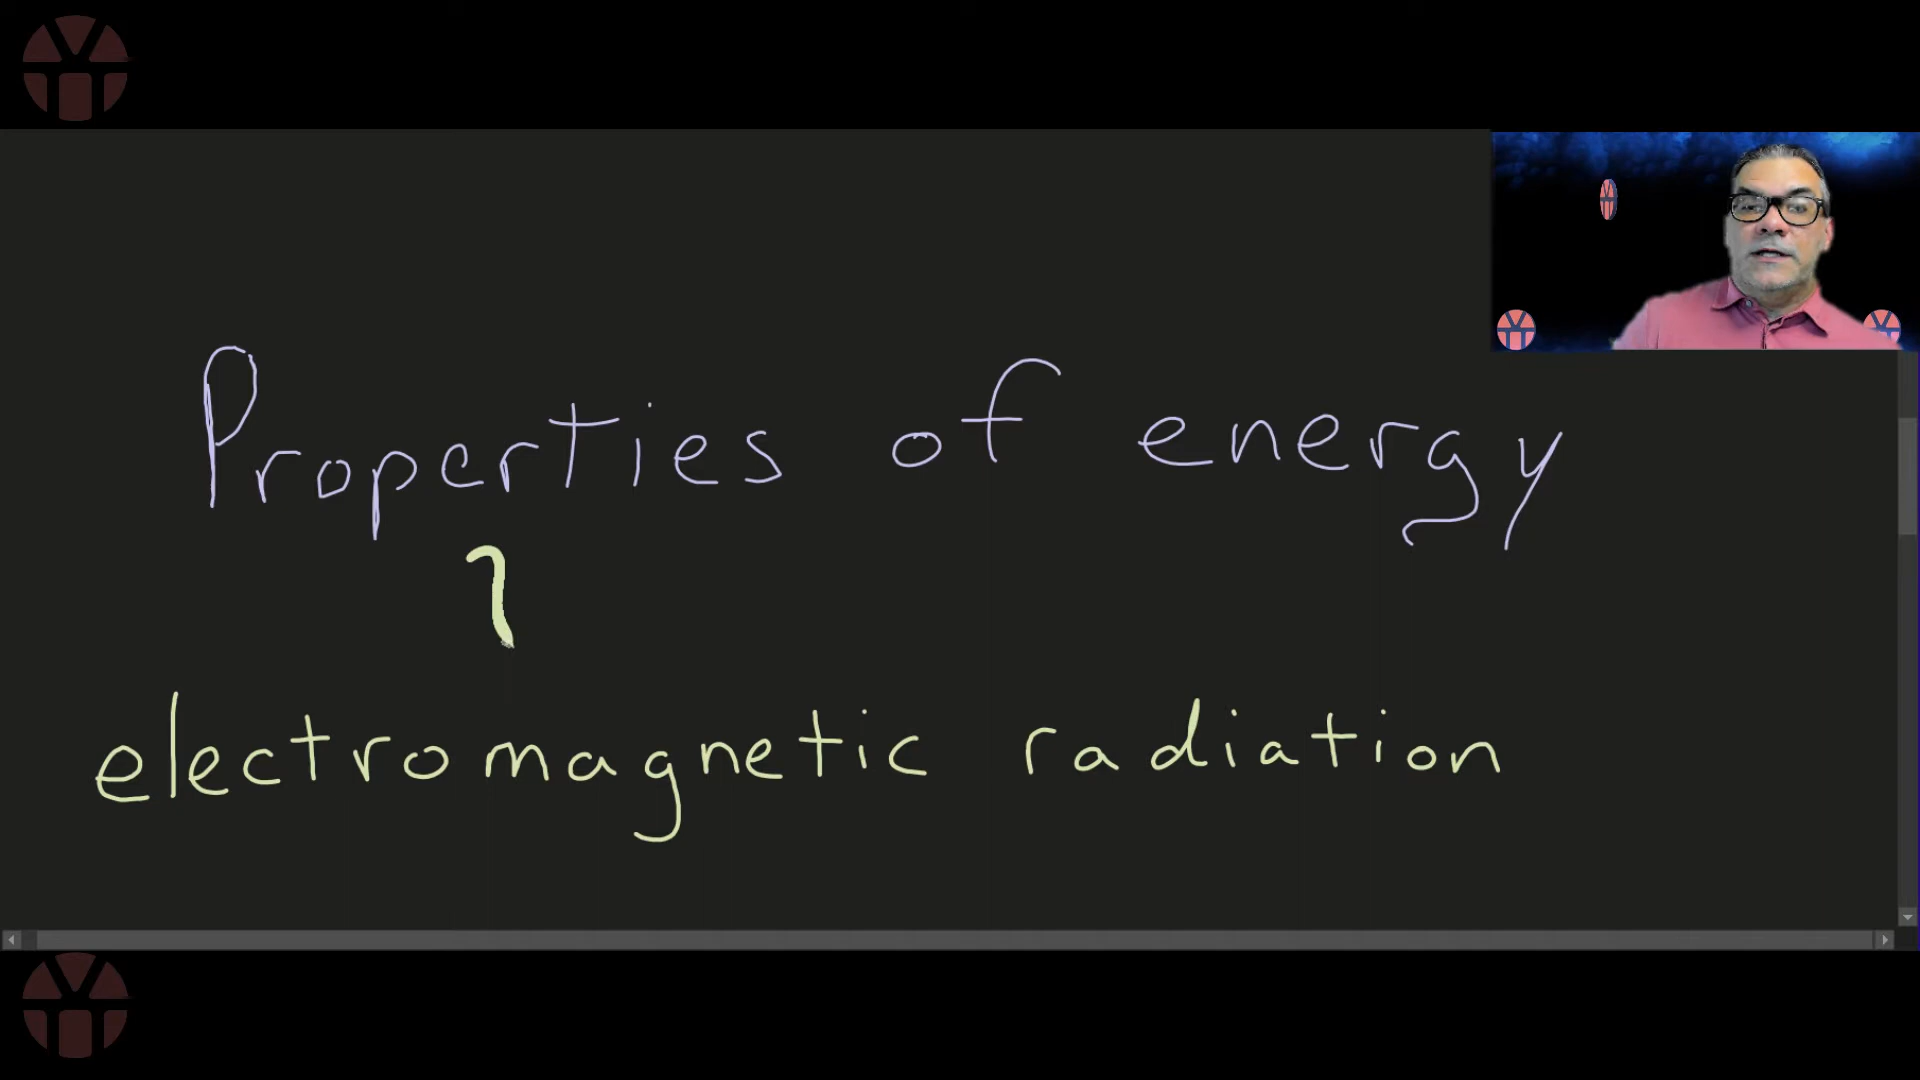 Properties of energy
electromagnetic radiation